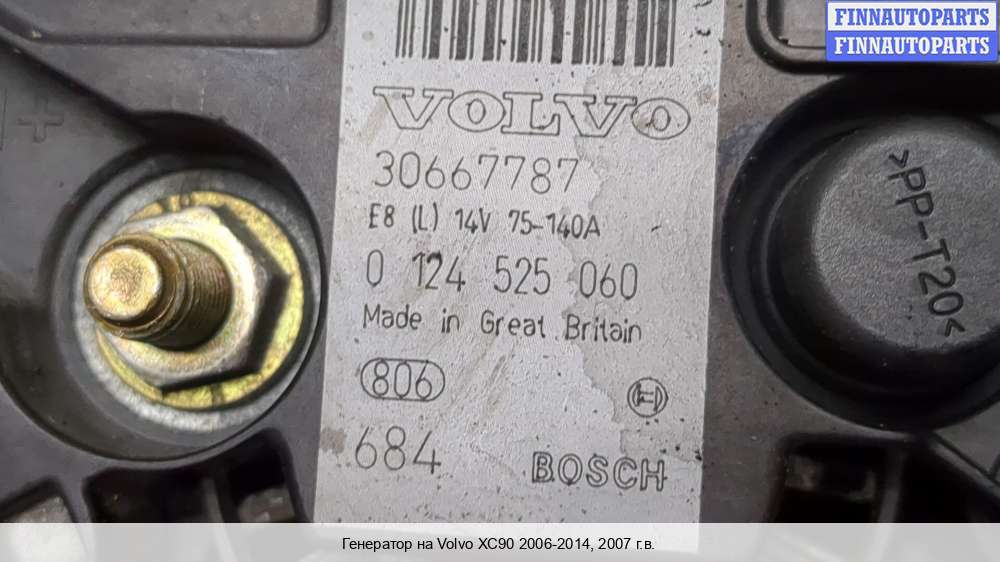 FINNAUTOPARTS
FINNAUTOPARTS
VOLVO
30667787
E8 (L) 14V 75-140A
0 124 525 060
Made in Great Britain
806
684
BOSCH
+
>PP-T20<
Генератор на Volvo XC90 2006-2014, 2007 г.в.